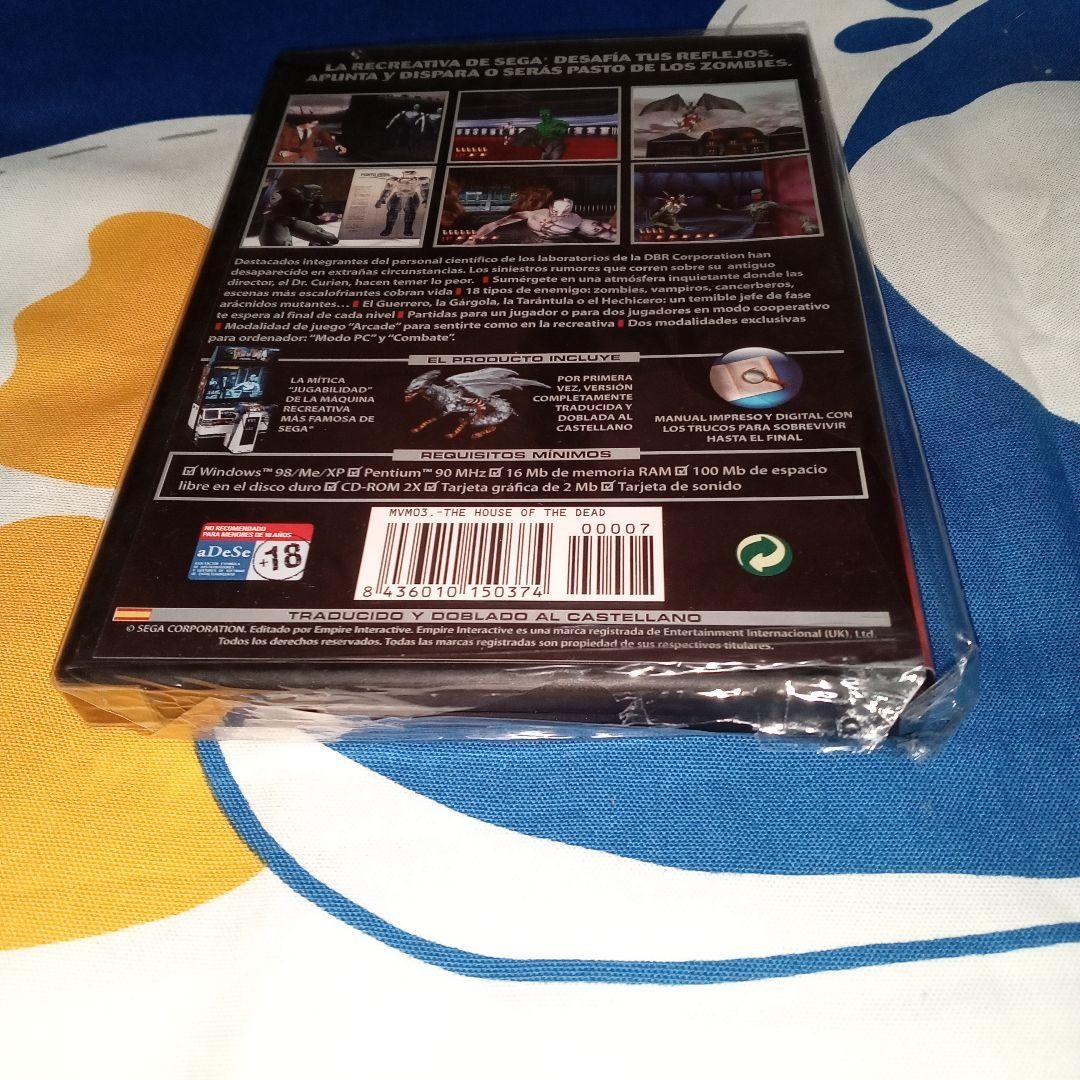 LA RECREATIVA DE SEGA® DESAFÍA TUS REFLEJOS.
APUNTA Y DISPARA O SERÁS PASTO DE LOS ZOMBIES.
Destacados integrantes del personal científico de los laboratorios de la DBR Corporation han
desaparecido en extrañas circunstancias. Los siniestros rumores que corren sobre su antiguo
director, el Dr. Curien, hacen temer lo peor. Sumérgete en una atmósfera inquietante donde las
escenas más escalofriantes cobran vida 18 tipos de enemigo: zombies, vampiros, cancerberos,
arácnidos mutantes... El Guerrero, la Gárgola, la Tarántula o el Hechicero: un temible jefe de fase
te espera al final de cada nivel Partidas para un jugador o para dos jugadores en modo cooperativo
Modalidad de juego "Arcade" para sentirte como en la recreativa Dos modalidades exclusivas
para ordenador: "Modo PC" y "Combate".
EL PRODUCTO INCLUYE
LA MÍTICA
"JUGABILIDAD"
DE LA MÁQUINA
RECREATIVA
MÁS FAMOSA DE
SEGA®
POR PRIMERA
VEZ, VERSIÓN
COMPLETAMENTE
TRADUCIDA Y
DOBLADA AL
CASTELLANO
MANUAL IMPRESO Y DIGITAL CON
LOS TRUCOS PARA SOBREVIVIR
HASTA EL FINAL
REQUISITOS MÍNIMOS
Windows™ 98/Me/XP Pentium™ 90 MHz 16 Mb de memoria RAM 100 Mb de espacio
libre en el disco duro CD-ROM 2X Tarjeta gráfica de 2 Mb Tarjeta de sonido
NO RECOMENDADO
PARA MENORES DE 18 AÑOS
aDeSe
+18
MVM03.-THE HOUSE OF THE DEAD
00007
8 436010 150374
TRADUCIDO Y DOBLADO AL CASTELLANO
© SEGA CORPORATION. Editado por Empire Interactive. Empire Interactive es una marca registrada de Entertainment Internacional (UK), Ltd.
Todos los derechos reservados. Todas las marcas registradas son propiedad de sus respectivos titulares.